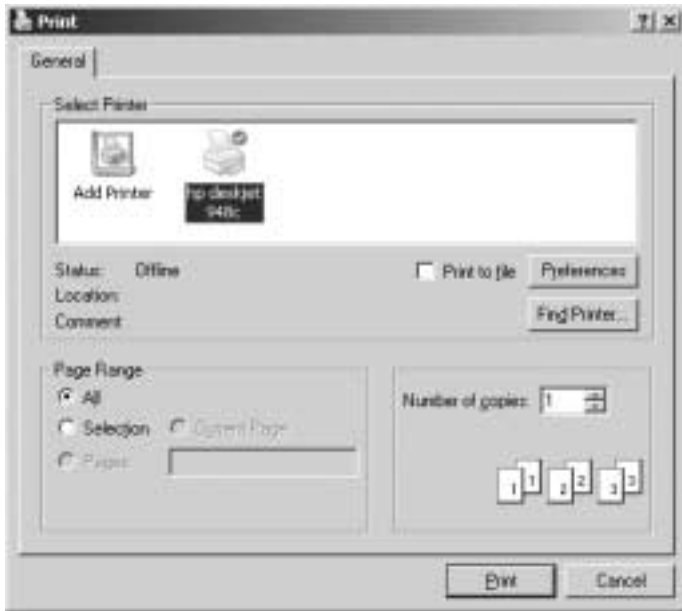 Print
General
Select Printer
Add Printer
hp deskjet
948c
Status: Offline
Print to file
Preferences
Location:
Comment:
Find Printer...
Page Range
All
Number of copies: 1
Selection
Current Page
Pages:
1 1 2 2 3 3
Print
Cancel